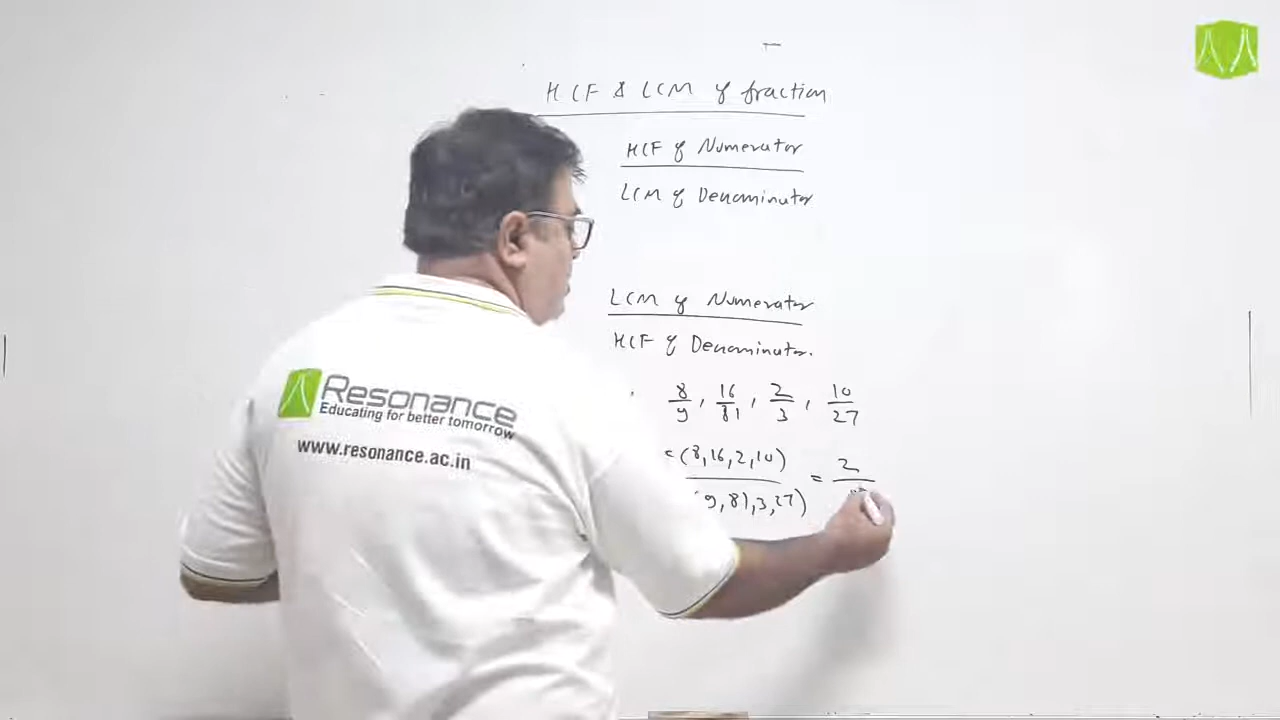 HCF & LCM of fraction
HCF of Numerator
LCM of Denominator
LCM of Numerator
HCF of Denominator.
8/9, 16/81, 2/3, 10/27
(8,16,2,10) = 2
(9,81,3,27)
Resonance
Educating for better tomorrow
www.resonance.ac.in